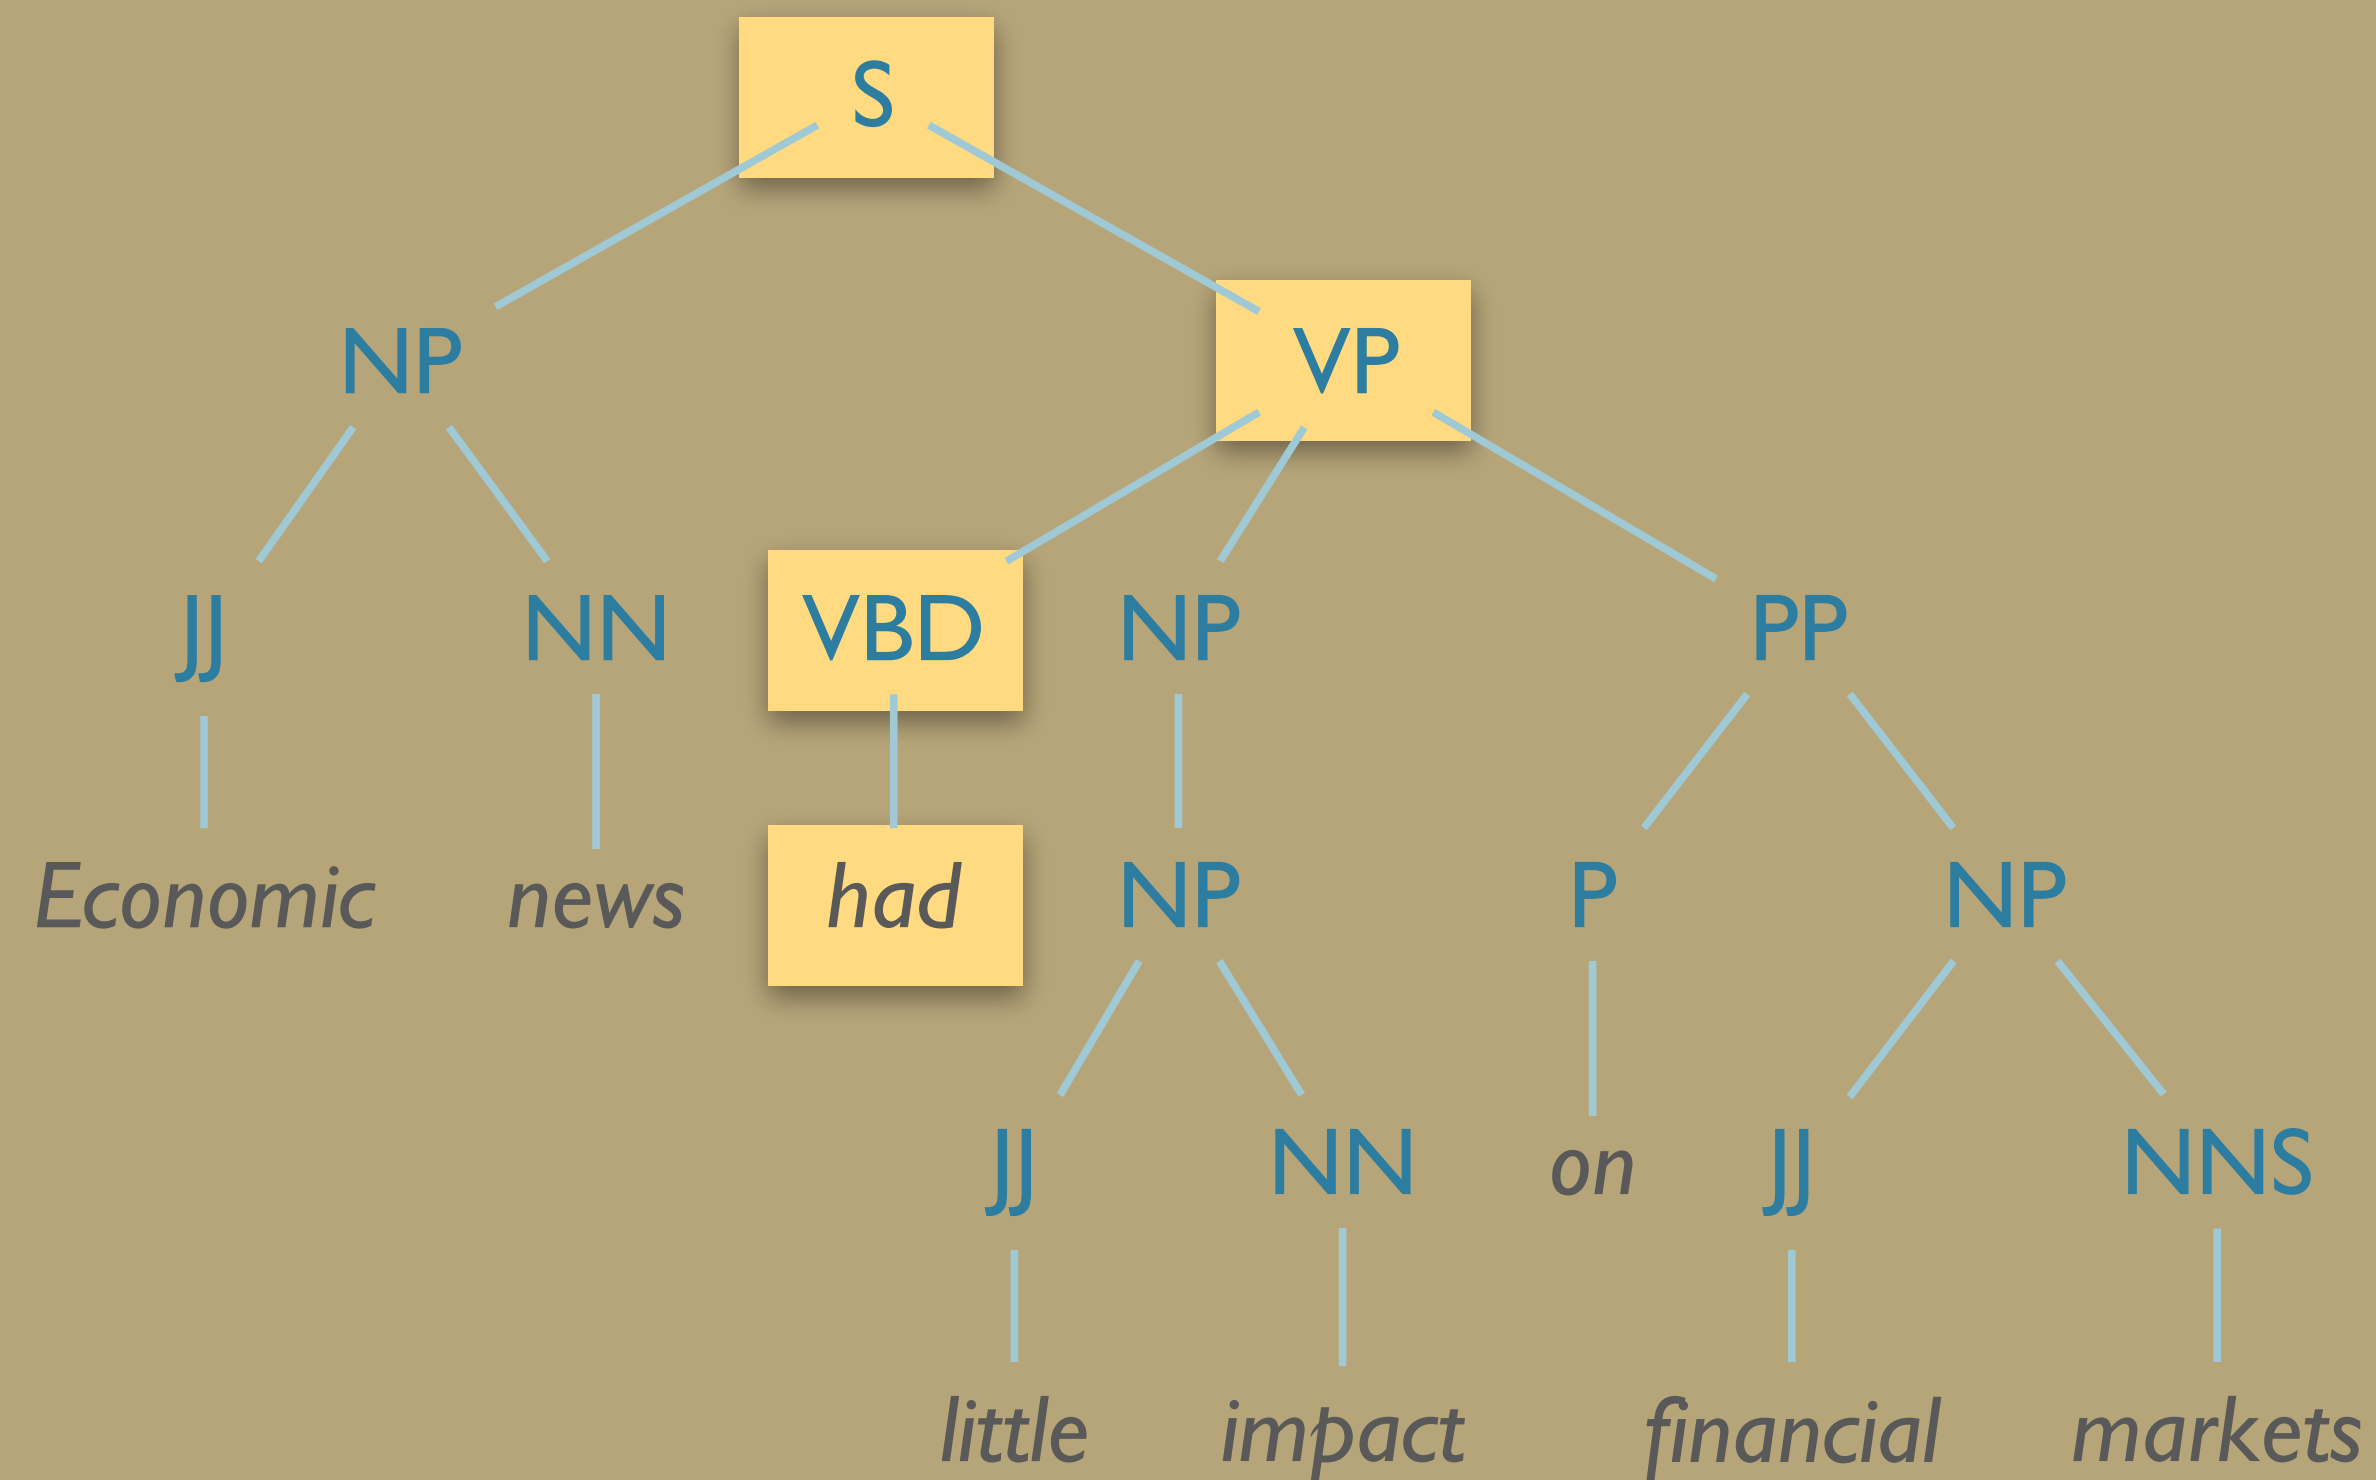 S
NP VP
JJ NN VBD NP PP
Economic news had NP P NP
JJ NN on JJ NNS
little impact financial markets